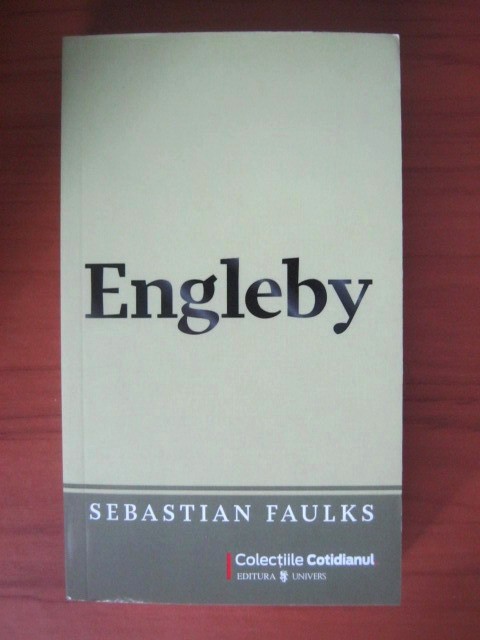 Engleby
SEBASTIAN FAULKS
Colecțiile Cotidianul
EDITURA UNIVERS